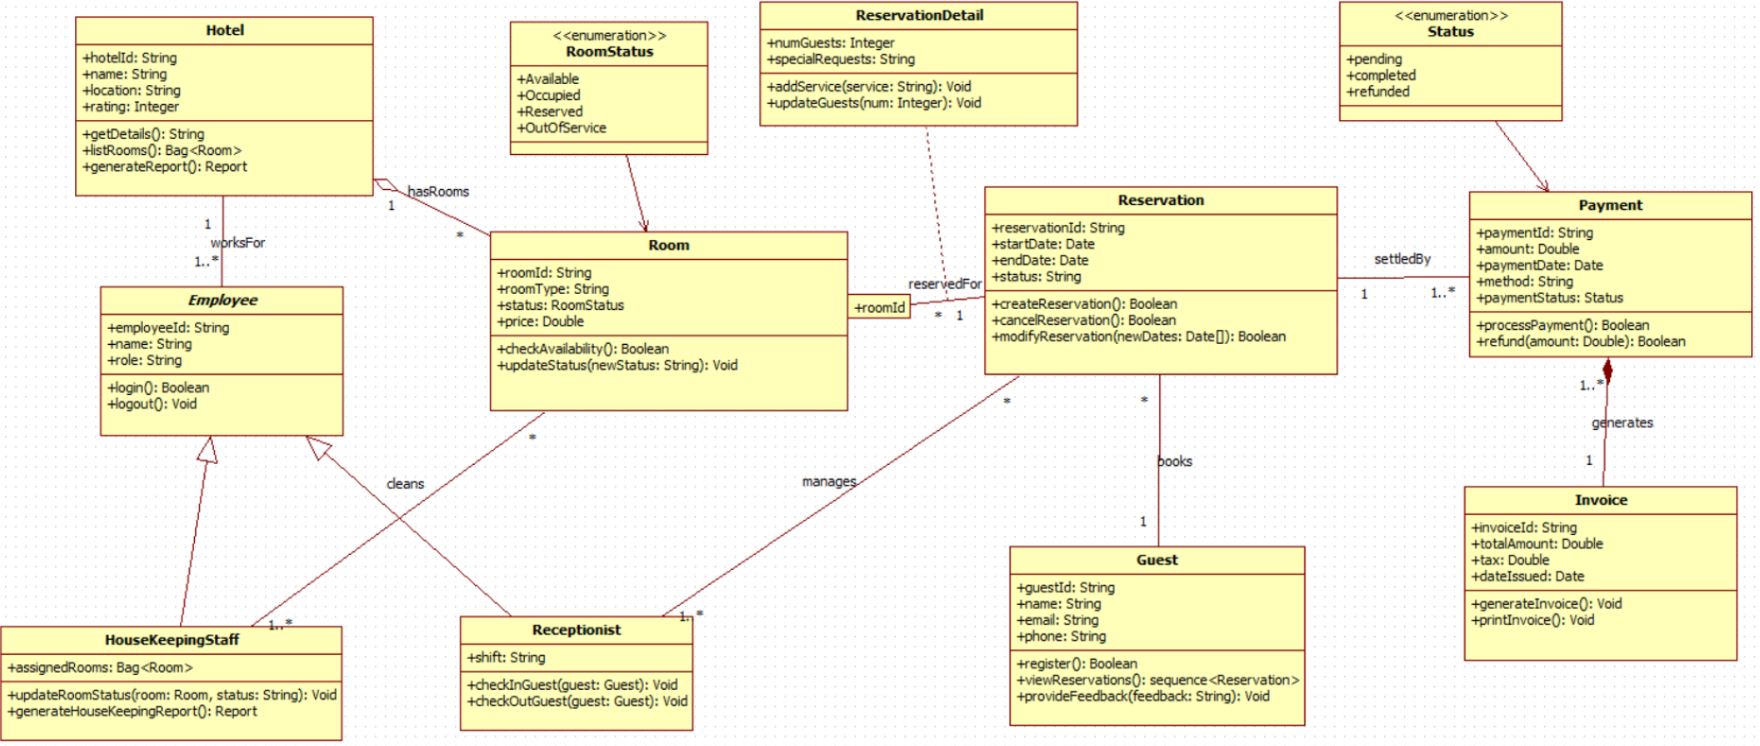 Hotel
+hotelId: String
+name: String
+location: String
+rating: Integer
+getDetails(): String
+listRooms(): Bag<Room>
+generateReport(): Report
<<enumeration>>
RoomStatus
+Available
+Occupied
+Reserved
+OutOfService
ReservationDetail
+numGuests: Integer
+specialRequests: String
+addService(service: String): Void
+updateGuests(num: Integer): Void
<<enumeration>>
Status
+pending
+completed
+refunded
hasRooms
1
*
1
worksFor
1..*
Room
+roomId: String
+roomType: String
+status: RoomStatus
+price: Double
+checkAvailability(): Boolean
+updateStatus(newStatus: String): Void
+roomId
reservedFor
*
1
Reservation
+reservationId: String
+startDate: Date
+endDate: Date
+status: String
+createReservation(): Boolean
+cancelReservation(): Boolean
+modifyReservation(newDates: Date[]): Boolean
settledBy
1
1..*
Payment
+paymentId: String
+amount: Double
+paymentDate: Date
+method: String
+paymentStatus: Status
+processPayment(): Boolean
+refund(amount: Double): Boolean
Employee
+employeeId: String
+name: String
+role: String
+login(): Boolean
+logout(): Void
*
cleans
1..*
*
manages
1..*
*
books
1
1..*
generates
1
HouseKeepingStaff
+assignedRooms: Bag<Room>
+updateRoomStatus(room: Room, status: String): Void
+generateHouseKeepingReport(): Report
Receptionist
+shift: String
+checkInGuest(guest: Guest): Void
+checkOutGuest(guest: Guest): Void
Guest
+guestId: String
+name: String
+email: String
+phone: String
+register(): Boolean
+viewReservations(): sequence<Reservation>
+provideFeedback(feedback: String): Void
Invoice
+invoiceId: String
+totalAmount: Double
+tax: Double
+dateIssued: Date
+generateInvoice(): Void
+printInvoice(): Void